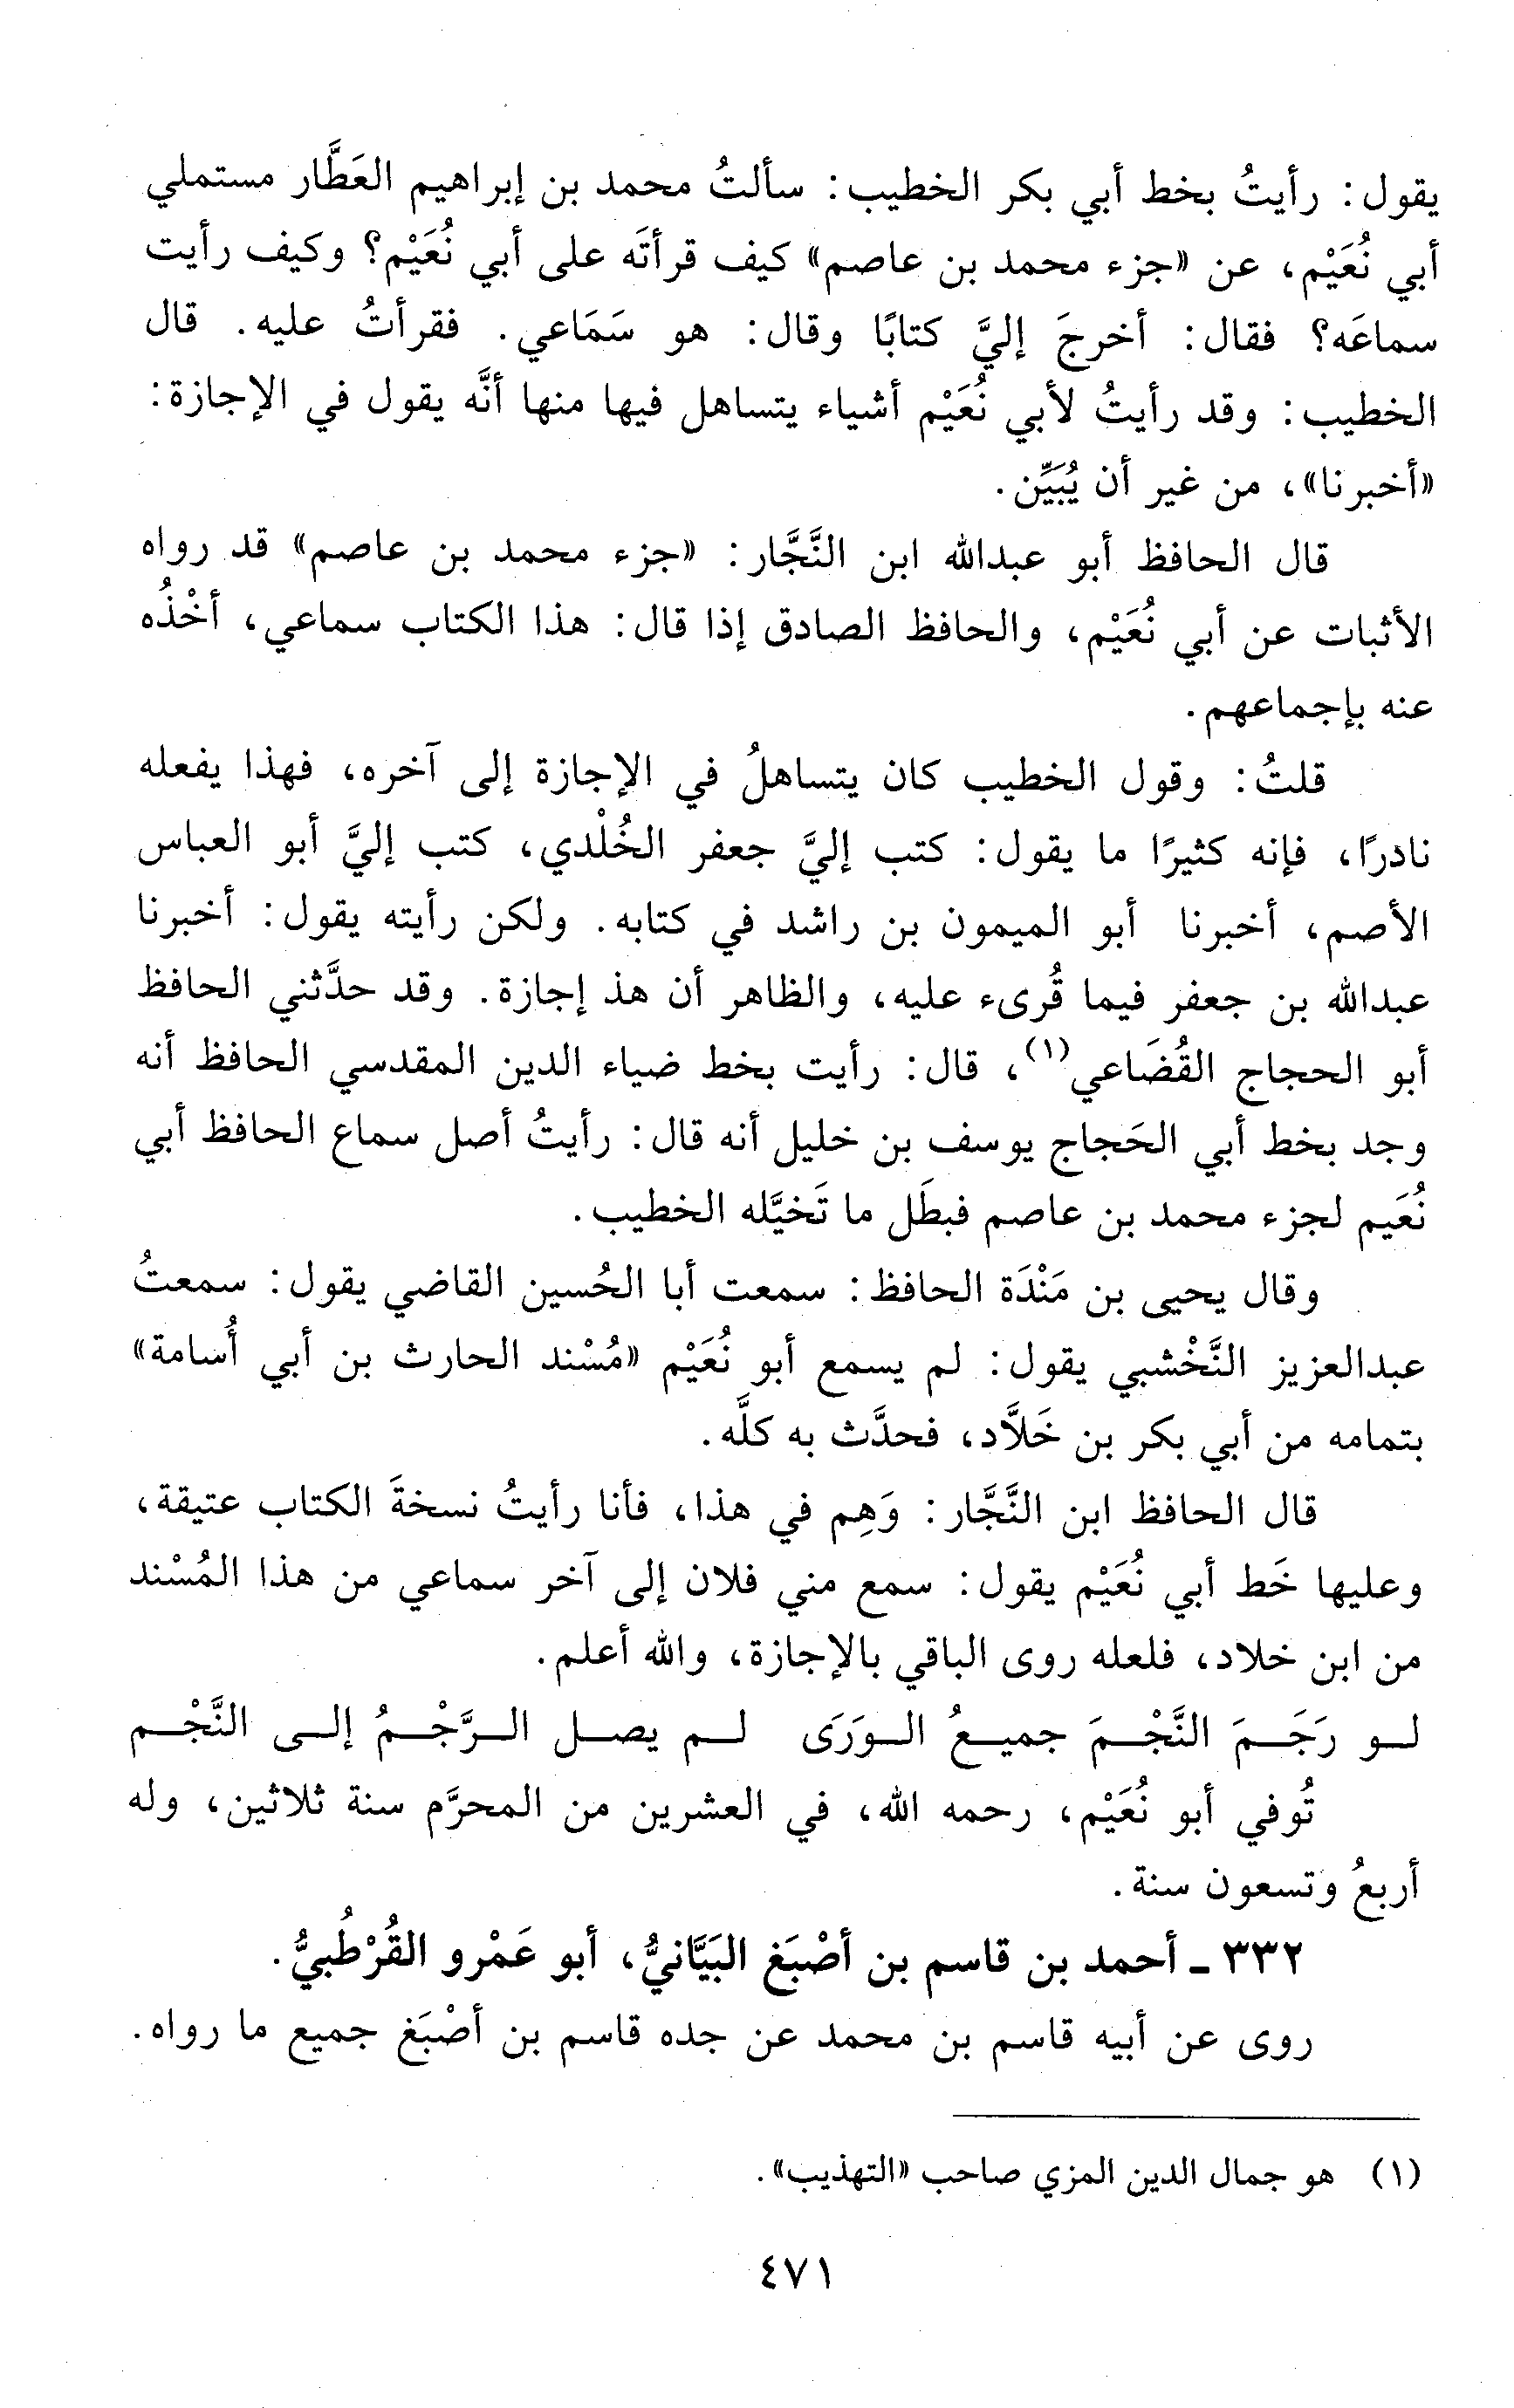 يقول: رأيتُ بخط أبي بكر الخطيب: سألتُ محمد بن إبراهيم العَطَّار مستملي
أبي نُعَيْم، عن «جزء محمد بن عاصم» كيف قرأتَه على أبي نُعَيْم؟ وكيف رأيت
سماعَه؟ فقال: أخرجَ إليَّ كتابًا وقال: هو سَمَاعي. فقرأتُ عليه. قال
الخطيب: وقد رأيتُ لأبي نُعَيْم أشياء يتساهل فيها منها أنَّه يقول في الإجازة:
«أخبرنا»، من غير أن يُبَيِّن.
قال الحافظ أبو عبدالله ابن النَّجَّار: «جزء محمد بن عاصم» قد رواه
الأثبات عن أبي نُعَيْم، والحافظ الصادق إذا قال: هذا الكتاب سماعي، أخْذُه
عنه بإجماعهم.
قلتُ: وقول الخطيب كان يتساهلُ في الإجازة إلى آخره، فهذا يفعله
نادرًا، فإنه كثيرًا ما يقول: كتب إليَّ جعفر الخُلْدي، كتب إليَّ أبو العباس
الأصم، أخبرنا أبو الميمون بن راشد في كتابه. ولكن رأيته يقول: أخبرنا
عبدالله بن جعفر فيما قُرىء عليه، والظاهر أن هذ إجازة. وقد حدَّثني الحافظ
أبو الحجاج القُضَاعي(١)، قال: رأيت بخط ضياء الدين المقدسي الحافظ أنه
وجد بخط أبي الحَجاج يوسف بن خليل أنه قال: رأيتُ أصل سماع الحافظ أبي
نُعَيم لجزء محمد بن عاصم فبطَل ما تَخيَّله الخطيب.
وقال يحيى بن مَنْدَة الحافظ: سمعت أبا الحُسين القاضي يقول: سمعتُ
عبدالعزيز النَّخْشبي يقول: لم يسمع أبو نُعَيْم «مُسْند الحارث بن أبي أُسامة»
بتمامه من أبي بكر بن خَلاَّد، فحدَّث به كلَّه.
قال الحافظ ابن النَّجَّار: وَهِم في هذا، فأنا رأيتُ نسخةَ الكتاب عتيقة،
وعليها خَط أبي نُعَيْم يقول: سمع مني فلان إلى آخر سماعي من هذا المُسْند
من ابن خلاد، فلعله روى الباقي بالإجازة، والله أعلم.
لو رَجَمَ النَّجْمَ جميعُ الورَى لم يصل الرَّجْمُ إلى النَّجْم
تُوفي أبو نُعَيْم، رحمه الله، في العشرين من المحرَّم سنة ثلاثين، وله
أربعُ وتسعون سنة.
٣٣٢ ـ أحمد بن قاسم بن أصْبَغ البَيَّانيُّ، أبو عَمْرو القُرْطُبيُّ.
روى عن أبيه قاسم بن محمد عن جده قاسم بن أصْبَغ جميع ما رواه.
(١) هو جمال الدين المزي صاحب «التهذيب».
٤٧١